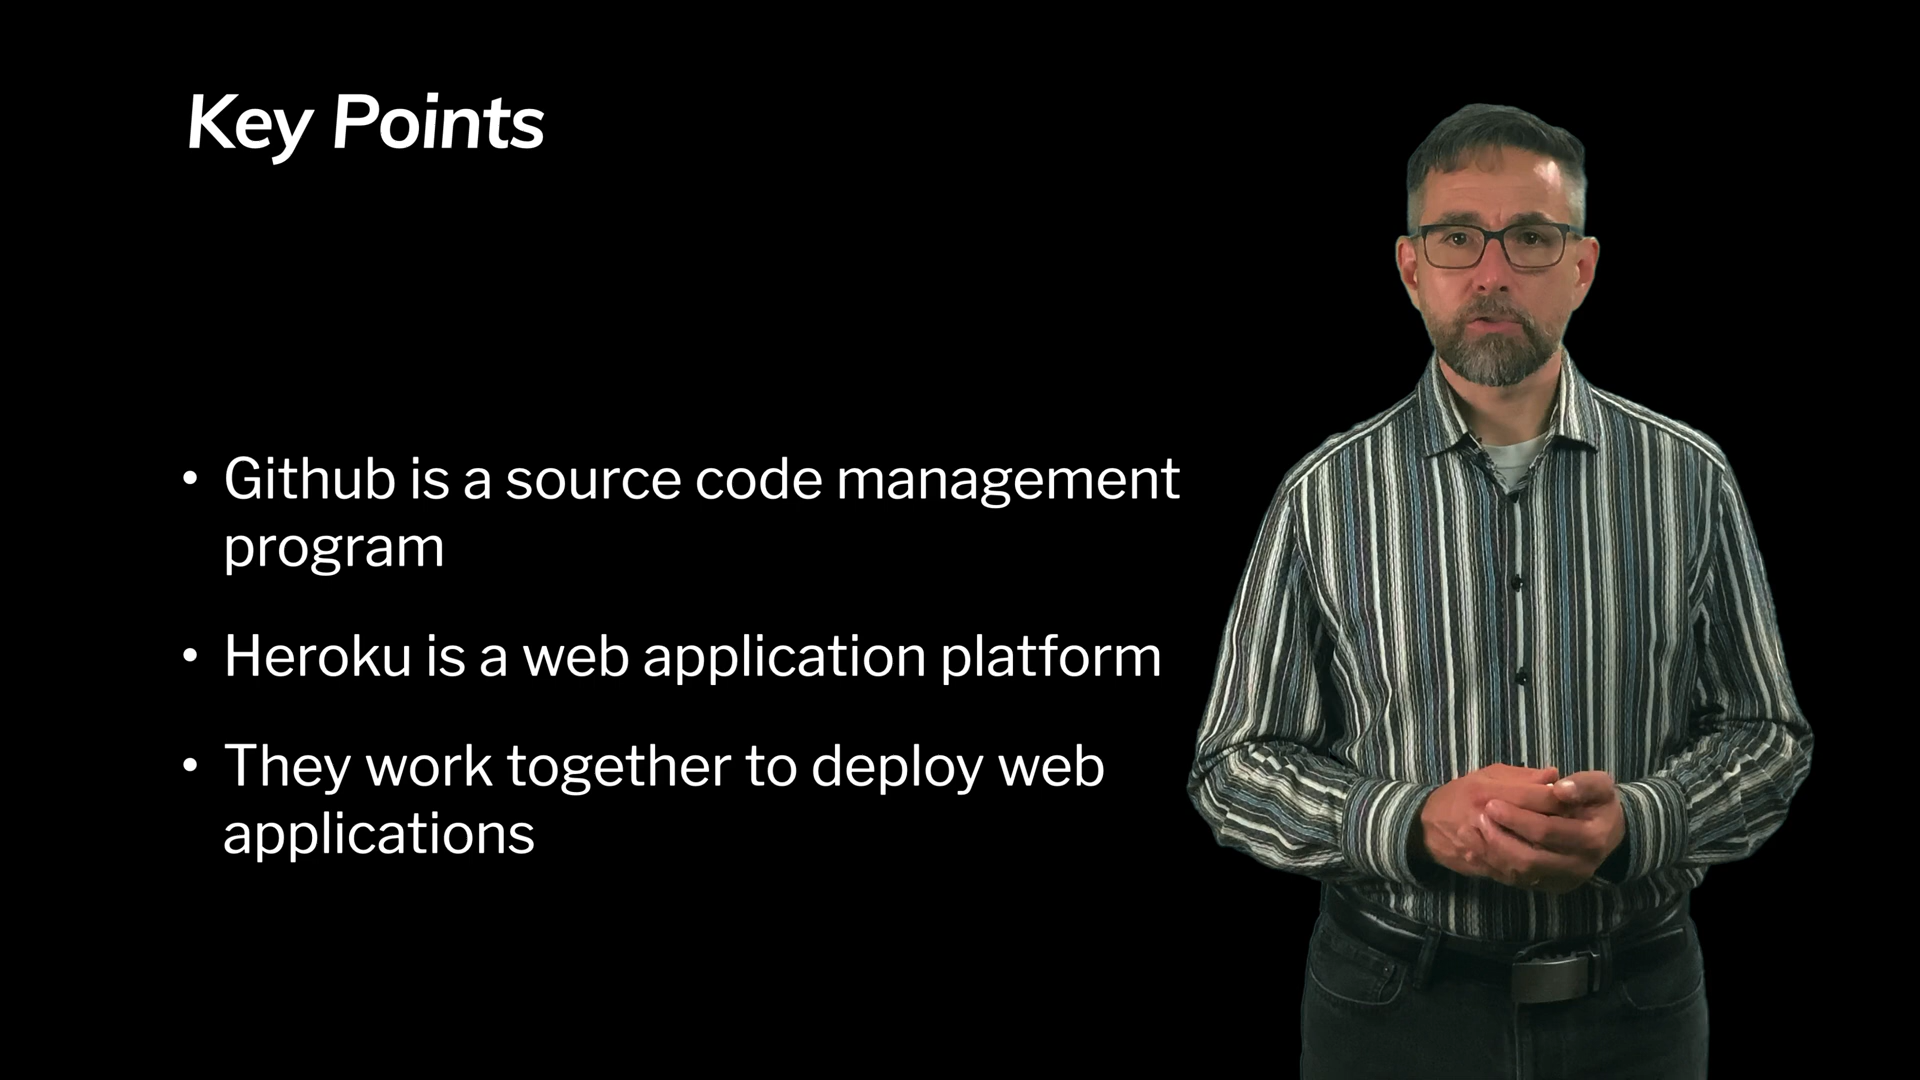 Key Points
• Github is a source code management
program
• Heroku is a web application platform
• They work together to deploy web
applications